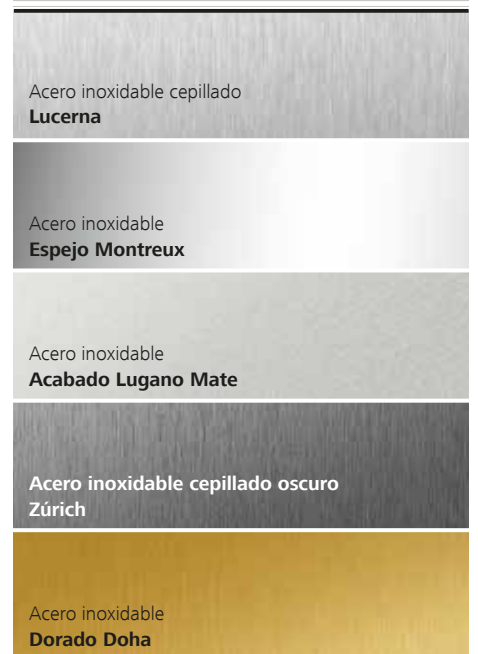 Acero inoxidable cepillado
Lucerna
Acero inoxidable
Espejo Montreux
Acero inoxidable
Acabado Lugano Mate
Acero inoxidable cepillado oscuro
Zúrich
Acero inoxidable
Dorado Doha